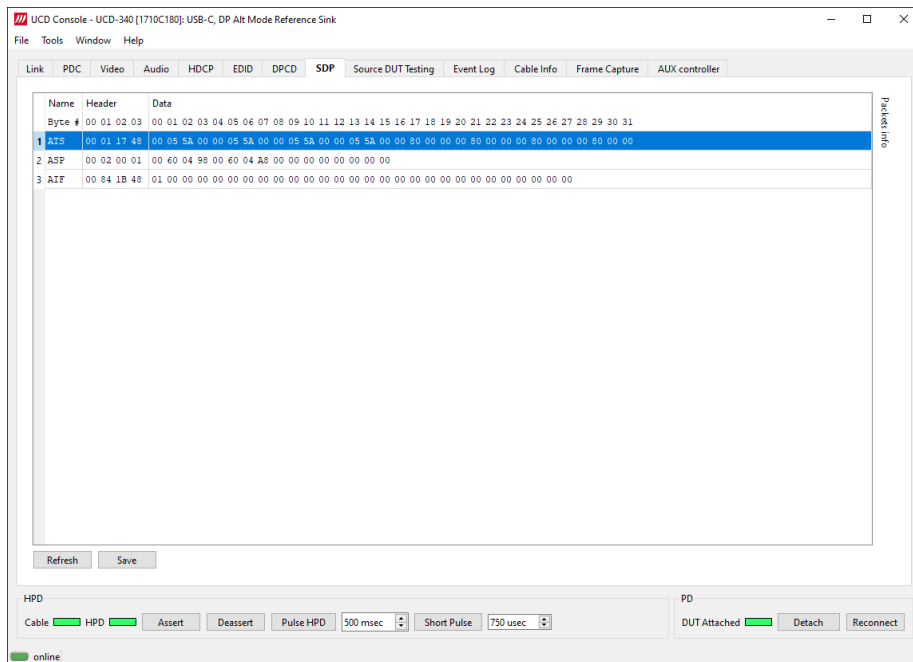 UCD Console - UCD-340 [1710C180]: USB-C, DP Alt Mode Reference Sink
File Tools Window Help
Link PDC Video Audio HDCP EDID DPCD SDP Source DUT Testing Event Log Cable Info Frame Capture AUX controller
Name Header Data
Byte # 00 01 02 03 00 01 02 03 04 05 06 07 08 09 10 11 12 13 14 15 16 17 18 19 20 21 22 23 24 25 26 27 28 29 30 31
1 ATS 00 01 17 48 00 05 5A 00 00 05 5A 00 00 05 5A 00 00 05 5A 00 00 80 00 00 00 80 00 00 00 80 00 00 00 80 00 00
2 ASP 00 02 00 01 00 60 04 98 00 60 04 A8 00 00 00 00 00 00 00 00
3 AIF 00 84 1B 48 01 00 00 00 00 00 00 00 00 00 00 00 00 00 00 00 00 00 00 00 00 00 00 00 00 00 00 00
Packets info
Refresh Save
HPD
Cable HPD Assert Deassert Pulse HPD 500 msec Short Pulse 750 usec
PD
DUT Attached Detach Reconnect
online